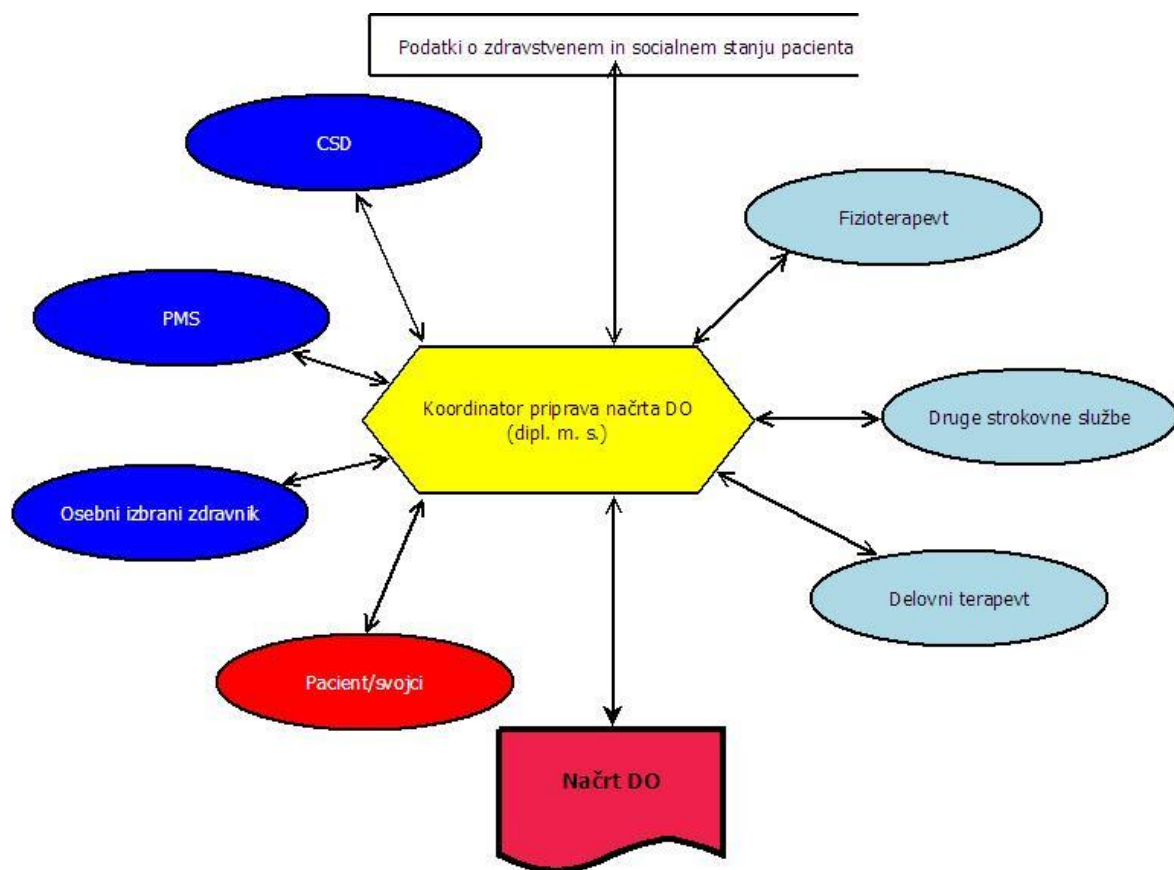 Podatki o zdravstvenem in socialnem stanju pacienta
CSD
Fizioterapevt
PMS
Koordinator priprava načrta DO
(dipl. m. s.)
Druge strokovne službe
Osebni izbrani zdravnik
Delovni terapevt
Pacient/svojci
Načrt DO